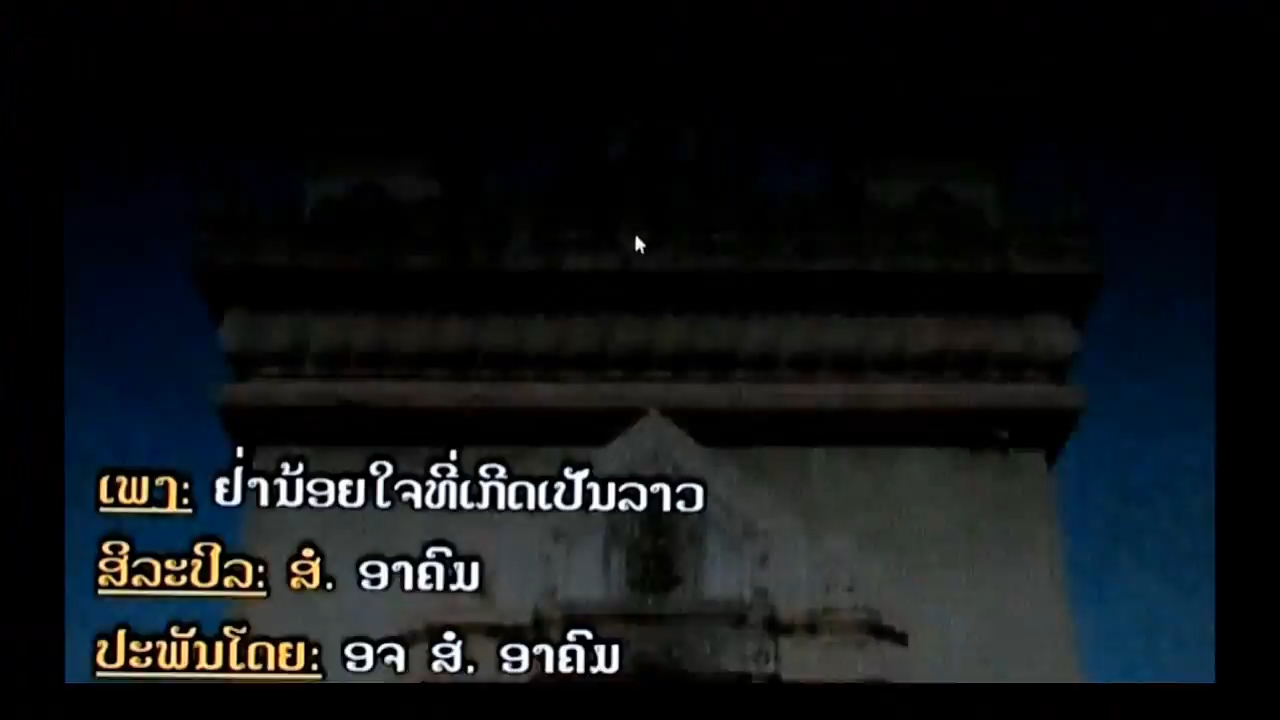 ເພງ: ຢ່ານ້ອຍໃຈທີ່ເກີດເປັນລາວ
ສິລະປິລ: ສໍ. ອາຄົມ
ປະພັນໂດຍ: ອຈ ສໍ. ອາຄົມ